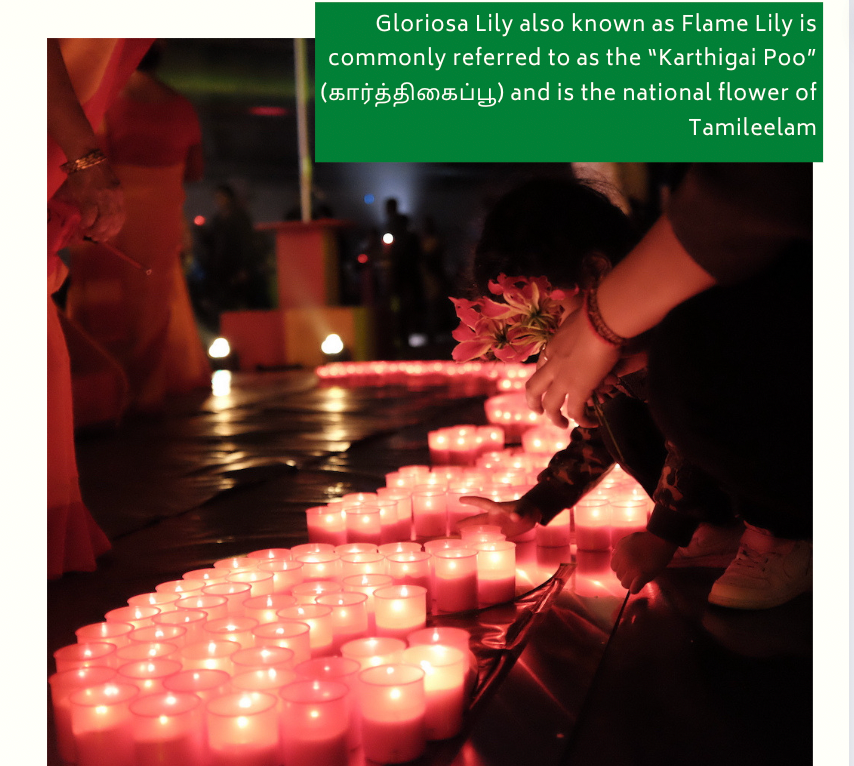 Gloriosa Lily also known as Flame Lily is
commonly referred to as the “Karthigai Poo”
(கார்த்திகைப்பூ) and is the national flower of
Tamileelam